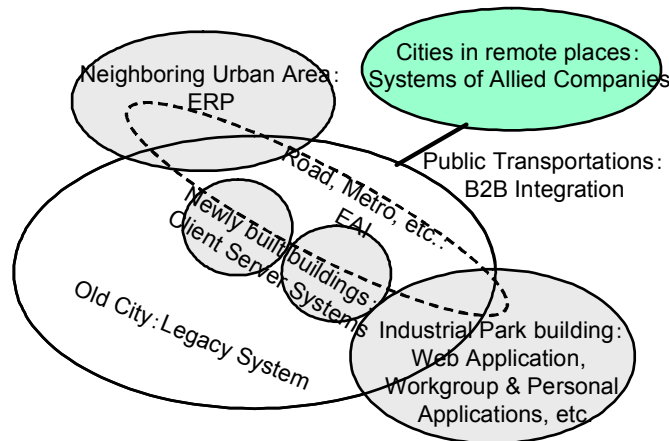 Neighboring Urban Area:
ERP
Cities in remote places:
Systems of Allied Companies
Public Transportations:
B2B Integration
Road, Metro, etc.:
EAI
Newly built buildings:
Client Server Systems
Old City: Legacy System
Industrial Park building:
Web Application,
Workgroup & Personal
Applications, etc.